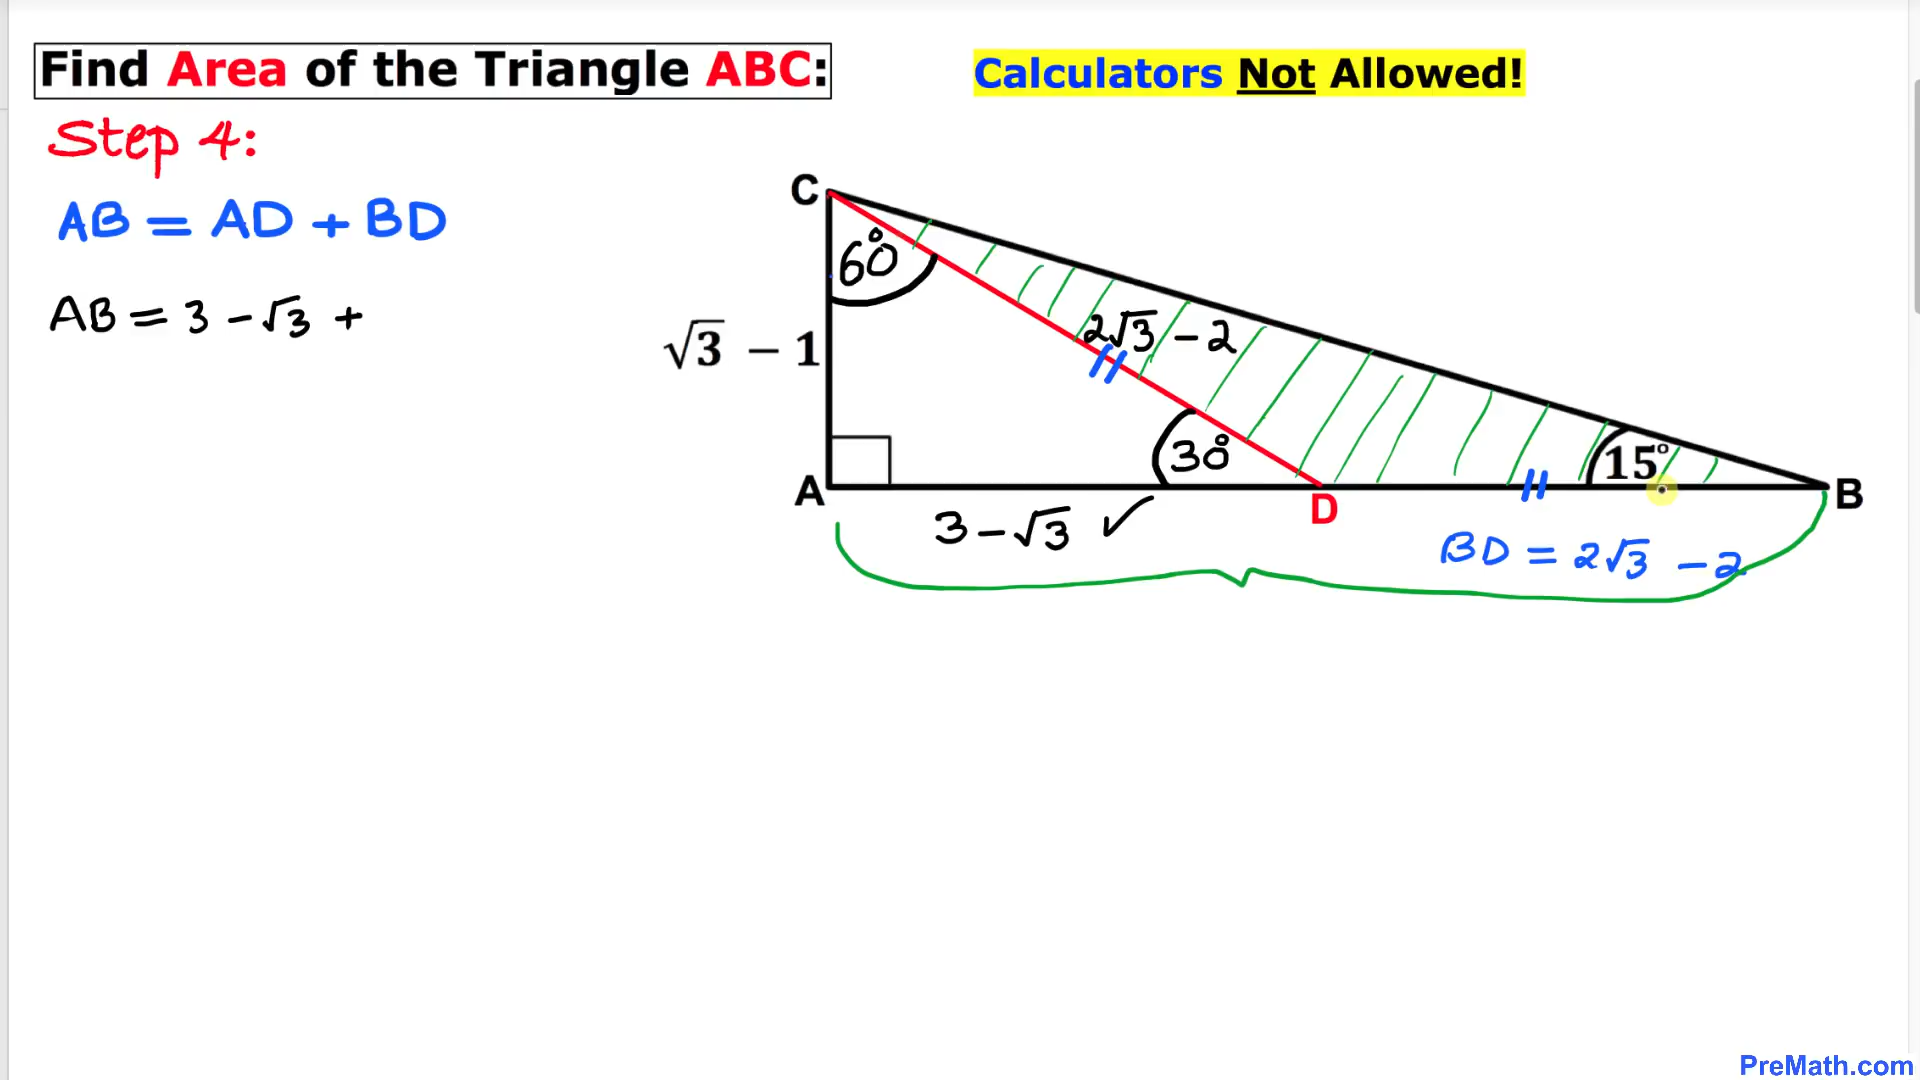 Find Area of the Triangle ABC:
Calculators Not Allowed!
Step 4:
AB = AD + BD
AB = 3 - √3 +
C
60°
√3 - 1
2√3 - 2
30°
15°
A
D
B
3 - √3 ✓
BD = 2√3 - 2
PreMath.com